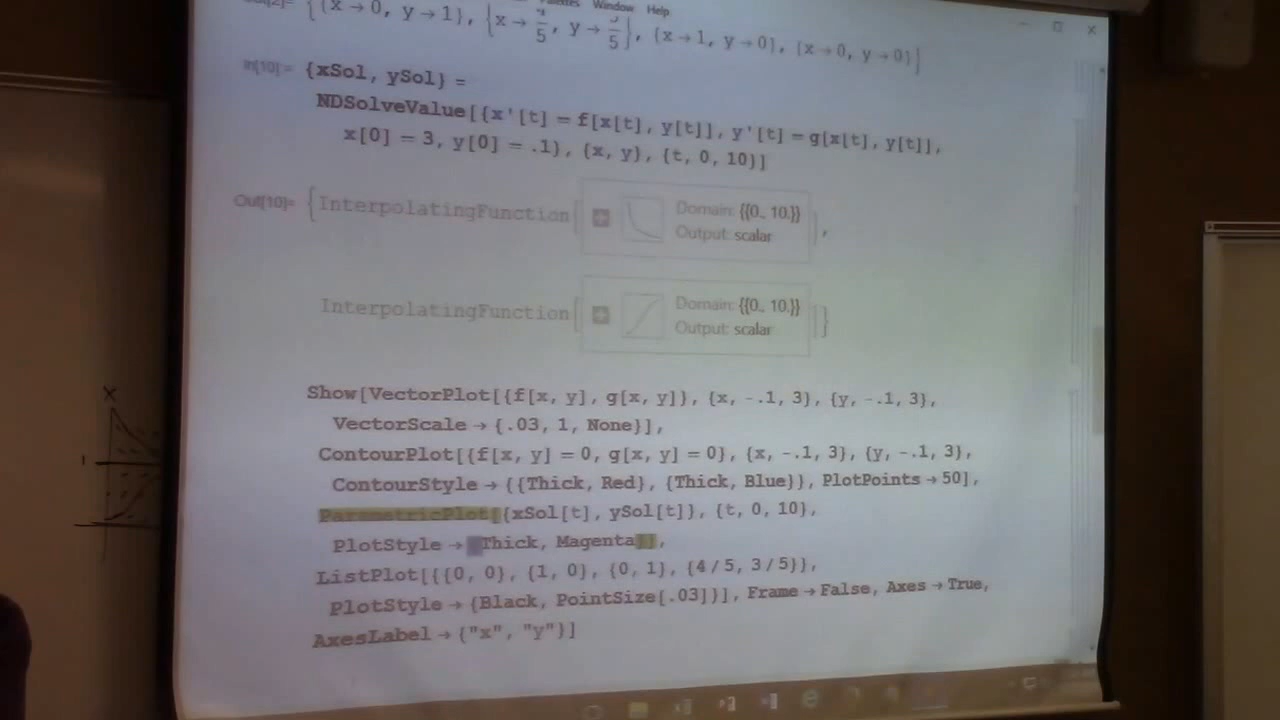 Window Help
{{x → 0, y → 1}, {x → 4/5, y → 3/5}, {x → 1, y → 0}, {x → 0, y → 0}}
In[10]:= {xSol, ySol} =
NDSolveValue[{x'[t] == f[x[t], y[t]], y'[t] == g[x[t], y[t]],
x[0] == 3, y[0] == .1}, {x, y}, {t, 0, 10}]
Out[10]= {InterpolatingFunction[ Domain: {{0., 10.}}
Output: scalar ],
InterpolatingFunction[ Domain: {{0., 10.}}
Output: scalar ]}
Show[VectorPlot[{f[x, y], g[x, y]}, {x, -.1, 3}, {y, -.1, 3},
VectorScale → {.03, 1, None}],
ContourPlot[{f[x, y] == 0, g[x, y] == 0}, {x, -.1, 3}, {y, -.1, 3},
ContourStyle → {{Thick, Red}, {Thick, Blue}}, PlotPoints → 50],
ParametricPlot[{xSol[t], ySol[t]}, {t, 0, 10},
PlotStyle → {Thick, Magenta}],
ListPlot[{{0, 0}, {1, 0}, {0, 1}, {4/5, 3/5}},
PlotStyle → {Black, PointSize[.03]}], Frame → False, Axes → True,
AxesLabel → {"x", "y"}]